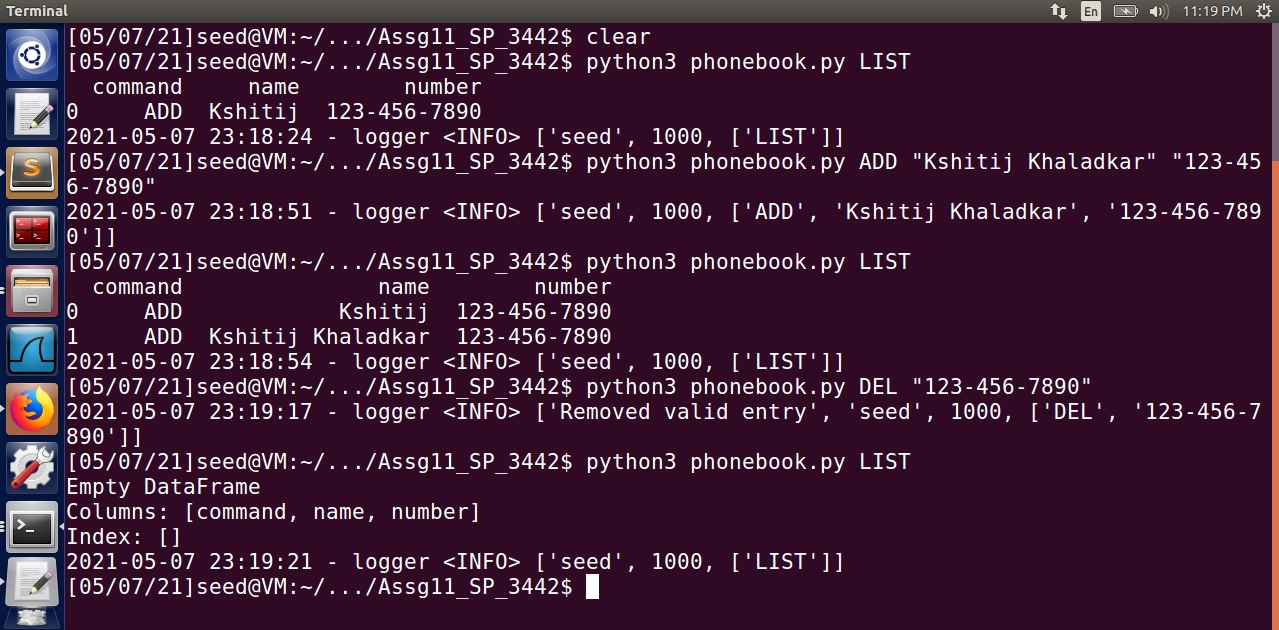 Terminal
En
11:19 PM
[05/07/21]seed@VM:~/.../Assg11_SP_3442$ clear
[05/07/21]seed@VM:~/.../Assg11_SP_3442$ python3 phonebook.py LIST
  command     name        number
0     ADD  Kshitij  123-456-7890
2021-05-07 23:18:24 - logger <INFO> ['seed', 1000, ['LIST']]
[05/07/21]seed@VM:~/.../Assg11_SP_3442$ python3 phonebook.py ADD "Kshitij Khaladkar" "123-45
6-7890"
2021-05-07 23:18:51 - logger <INFO> ['seed', 1000, ['ADD', 'Kshitij Khaladkar', '123-456-789
0']]
[05/07/21]seed@VM:~/.../Assg11_SP_3442$ python3 phonebook.py LIST
  command               name        number
0     ADD            Kshitij  123-456-7890
1     ADD  Kshitij Khaladkar  123-456-7890
2021-05-07 23:18:54 - logger <INFO> ['seed', 1000, ['LIST']]
[05/07/21]seed@VM:~/.../Assg11_SP_3442$ python3 phonebook.py DEL "123-456-7890"
2021-05-07 23:19:17 - logger <INFO> ['Removed valid entry', 'seed', 1000, ['DEL', '123-456-7
890']]
[05/07/21]seed@VM:~/.../Assg11_SP_3442$ python3 phonebook.py LIST
Empty DataFrame
Columns: [command, name, number]
Index: []
2021-05-07 23:19:21 - logger <INFO> ['seed', 1000, ['LIST']]
[05/07/21]seed@VM:~/.../Assg11_SP_3442$